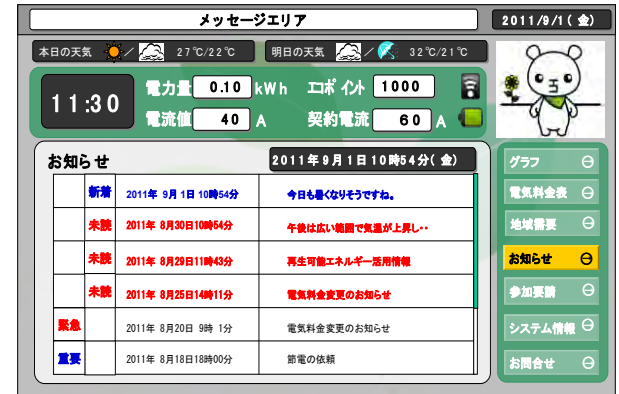 メッセージエリア
2011/9/1(金)
本日の天気 / 27℃/22℃
明日の天気 / 32℃/21℃
11:30
電力量 0.10 kWh エコポイント 1000
電流値 40 A 契約電流 60 A
お知らせ
2011年9月1日10時54分(金)
新着 2011年 9月 1日 10時54分 今日も暑くなりそうですね。
未読 2011年 8月30日10時54分 午後は広い範囲で気温が上昇し・・
未読 2011年 8月29日11時43分 再生可能エネルギー活用情報
未読 2011年 8月25日14時11分 電気料金変更のお知らせ
緊急 2011年 8月20日 9時 1分 電気料金変更のお知らせ
重要 2011年 8月18日18時00分 節電の依頼
グラフ
電気料金表
地域需要
お知らせ
参加要請
システム情報
お問合せ